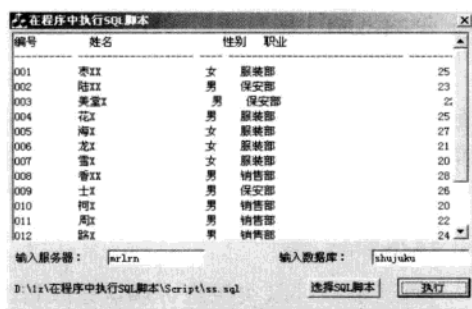 在程序中执行SQL脚本
编号 姓名 性别 职业
001 枣XX 女 服装部 25
002 陆XX 男 保安部 23
003 美童X 男 保安部 2
004 花X 男 服装部 25
005 海X 女 服装部 27
006 龙X 女 服装部 21
007 雪X 女 服装部 20
008 香XX 男 销售部 28
009 士X 男 保安部 26
010 柯X 男 销售部 20
011 周X 男 销售部 22
012 路X 男 销售部 24
输入服务器： mrlrn 输入数据库： shujuku
D:\lz\在程序中执行SQL脚本\Script\ss.sql 选择SQL脚本 执行